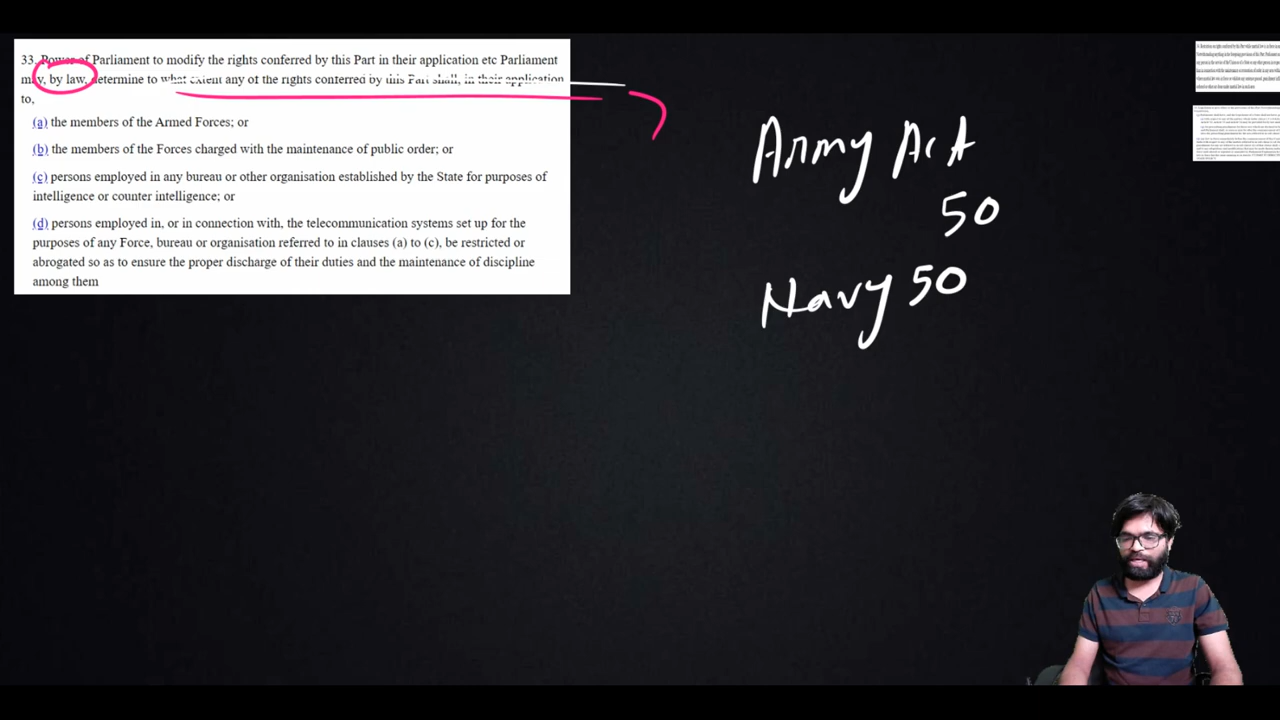 33. Power of Parliament to modify the rights conferred by this Part in their application etc Parliament
may, by law, determine to what extent any of the rights conferred by this Part shall, in their application
to,
(a) the members of the Armed Forces; or
(b) the members of the Forces charged with the maintenance of public order; or
(c) persons employed in any bureau or other organisation established by the State for purposes of
intelligence or counter intelligence; or
(d) persons employed in, or in connection with, the telecommunication systems set up for the
purposes of any Force, bureau or organisation referred to in clauses (a) to (c), be restricted or
abrogated so as to ensure the proper discharge of their duties and the maintenance of discipline
among them
Army Act
50
Navy 50